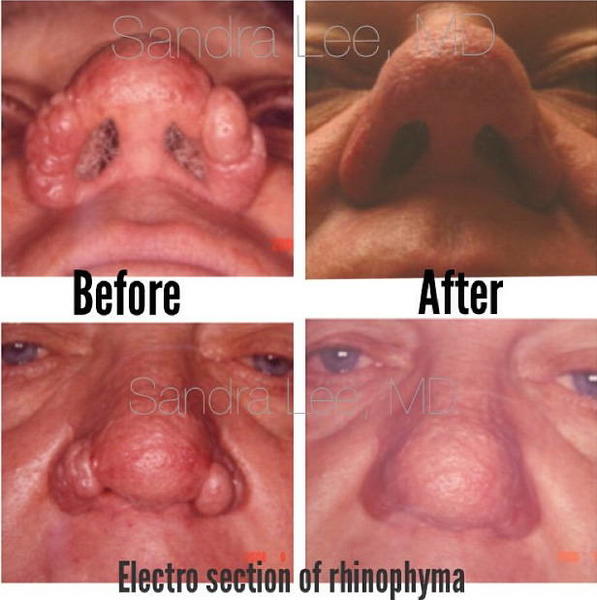 Sandra Lee, MD
Before
After
Sandra Lee, MD
Electro section of rhinophyma